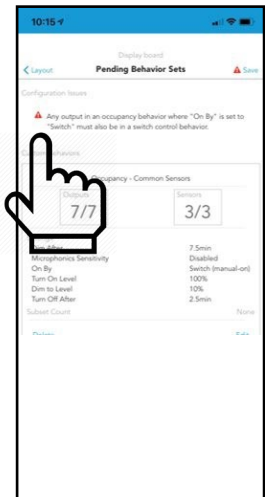 10:15
Display board
Layout
Pending Behavior Sets
Save
Configuration Issues
Any output in an occupancy behavior where "On By" is set to
"Switch" must also be in a switch control behavior.
Occupancy - Common Sensors
Outputs
Sensors
7/7
3/3
After
7.5min
Microphonics Sensitivity
Disabled
On By
Switch (manual-on)
Turn On Level
100%
Dim to Level
10%
Turn Off After
2.5min
Subset Count
None
Delete
Edit